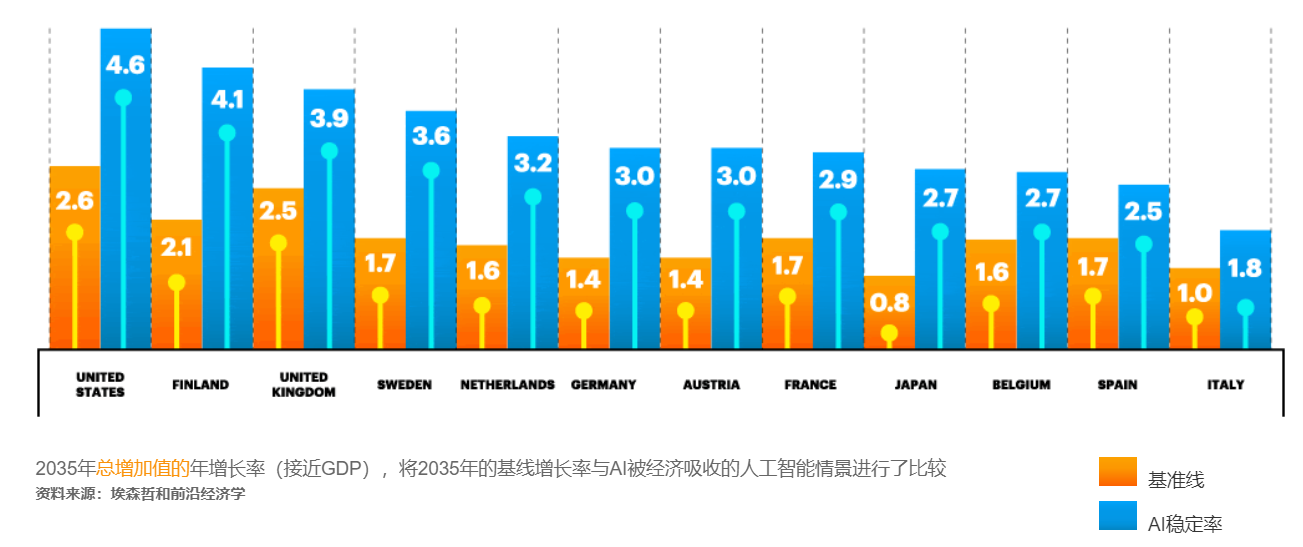 4.6
4.1
3.9
3.6
3.2
3.0
3.0
2.9
2.7
2.7
2.5
1.8
2.6
2.1
2.5
1.7
1.6
1.4
1.4
1.7
0.8
1.6
1.7
1.0
UNITED STATES
FINLAND
UNITED KINGDOM
SWEDEN
NETHERLANDS
GERMANY
AUSTRIA
FRANCE
JAPAN
BELGIUM
SPAIN
ITALY
2035年总增加值的年增长率（接近GDP），将2035年的基线增长率与AI被经济吸收的人工智能情景进行了比较
资料来源：埃森哲和前沿经济学
基准线
AI稳定率